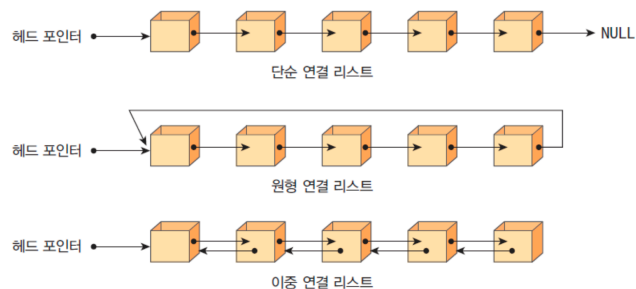 헤드 포인터
NULL
단순 연결 리스트
헤드 포인터
원형 연결 리스트
헤드 포인터
이중 연결 리스트